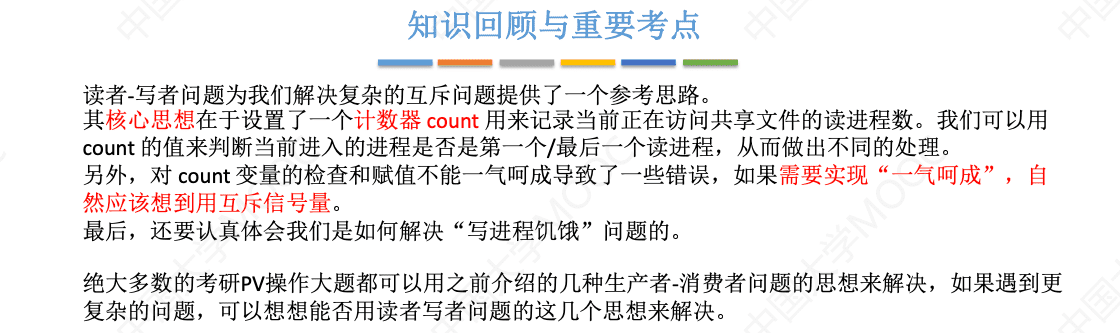 知识回顾与重要考点
读者-写者问题为我们解决复杂的互斥问题提供了一个参考思路。
其核心思想在于设置了一个计数器 count 用来记录当前正在访问共享文件的读进程数。我们可以用
count 的值来判断当前进入的进程是否是第一个/最后一个读进程，从而做出不同的处理。
另外，对 count 变量的检查和赋值不能一气呵成导致了一些错误，如果需要实现“一气呵成”，自
然应该想到用互斥信号量。
最后，还要认真体会我们是如何解决“写进程饥饿”问题的。
绝大多数的考研PV操作大题都可以用之前介绍的几种生产者-消费者问题的思想来解决，如果遇到更
复杂的问题，可以想想能否用读者写者问题的这几个思想来解决。